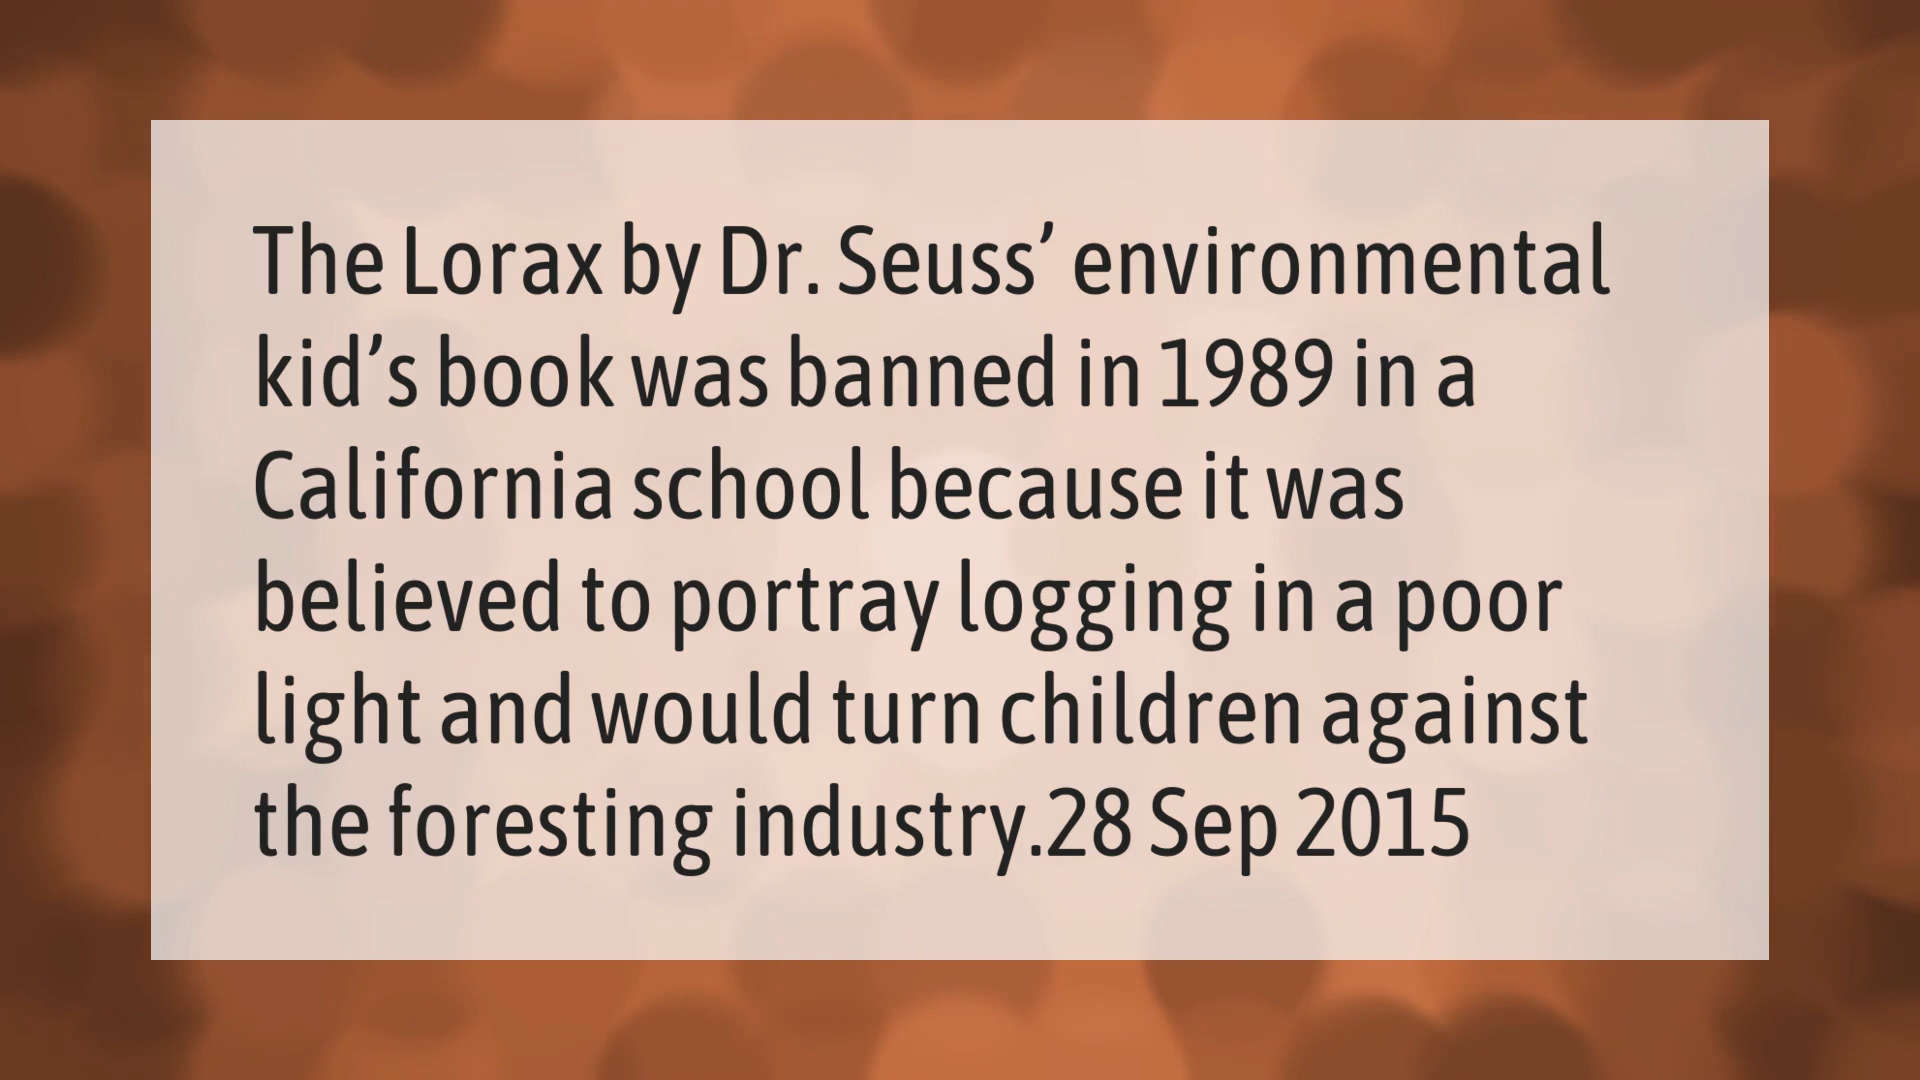 The Lorax by Dr. Seuss’ environmental
kid’s book was banned in 1989 in a
California school because it was
believed to portray logging in a poor
light and would turn children against
the foresting industry.28 Sep 2015